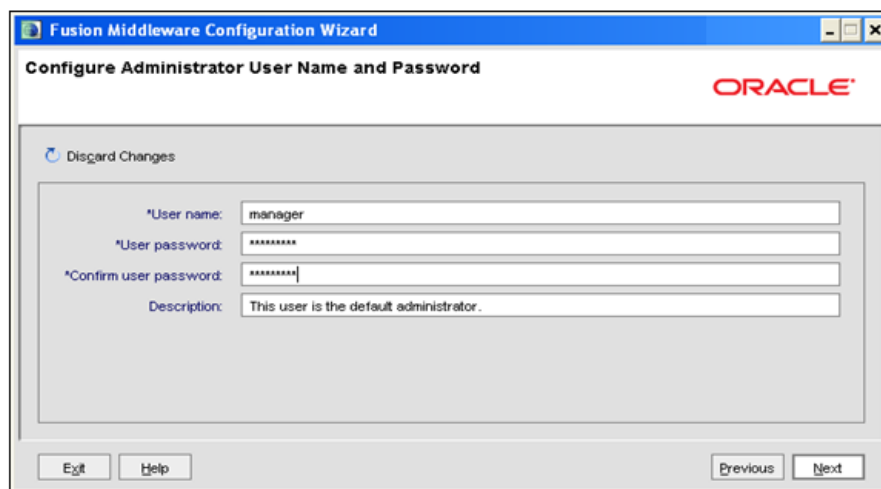 Fusion Middleware Configuration Wizard
Configure Administrator User Name and Password
ORACLE
Discard Changes
*User name: manager
*User password: *********
*Confirm user password: *********
Description: This user is the default administrator.
Exit Help Previous Next